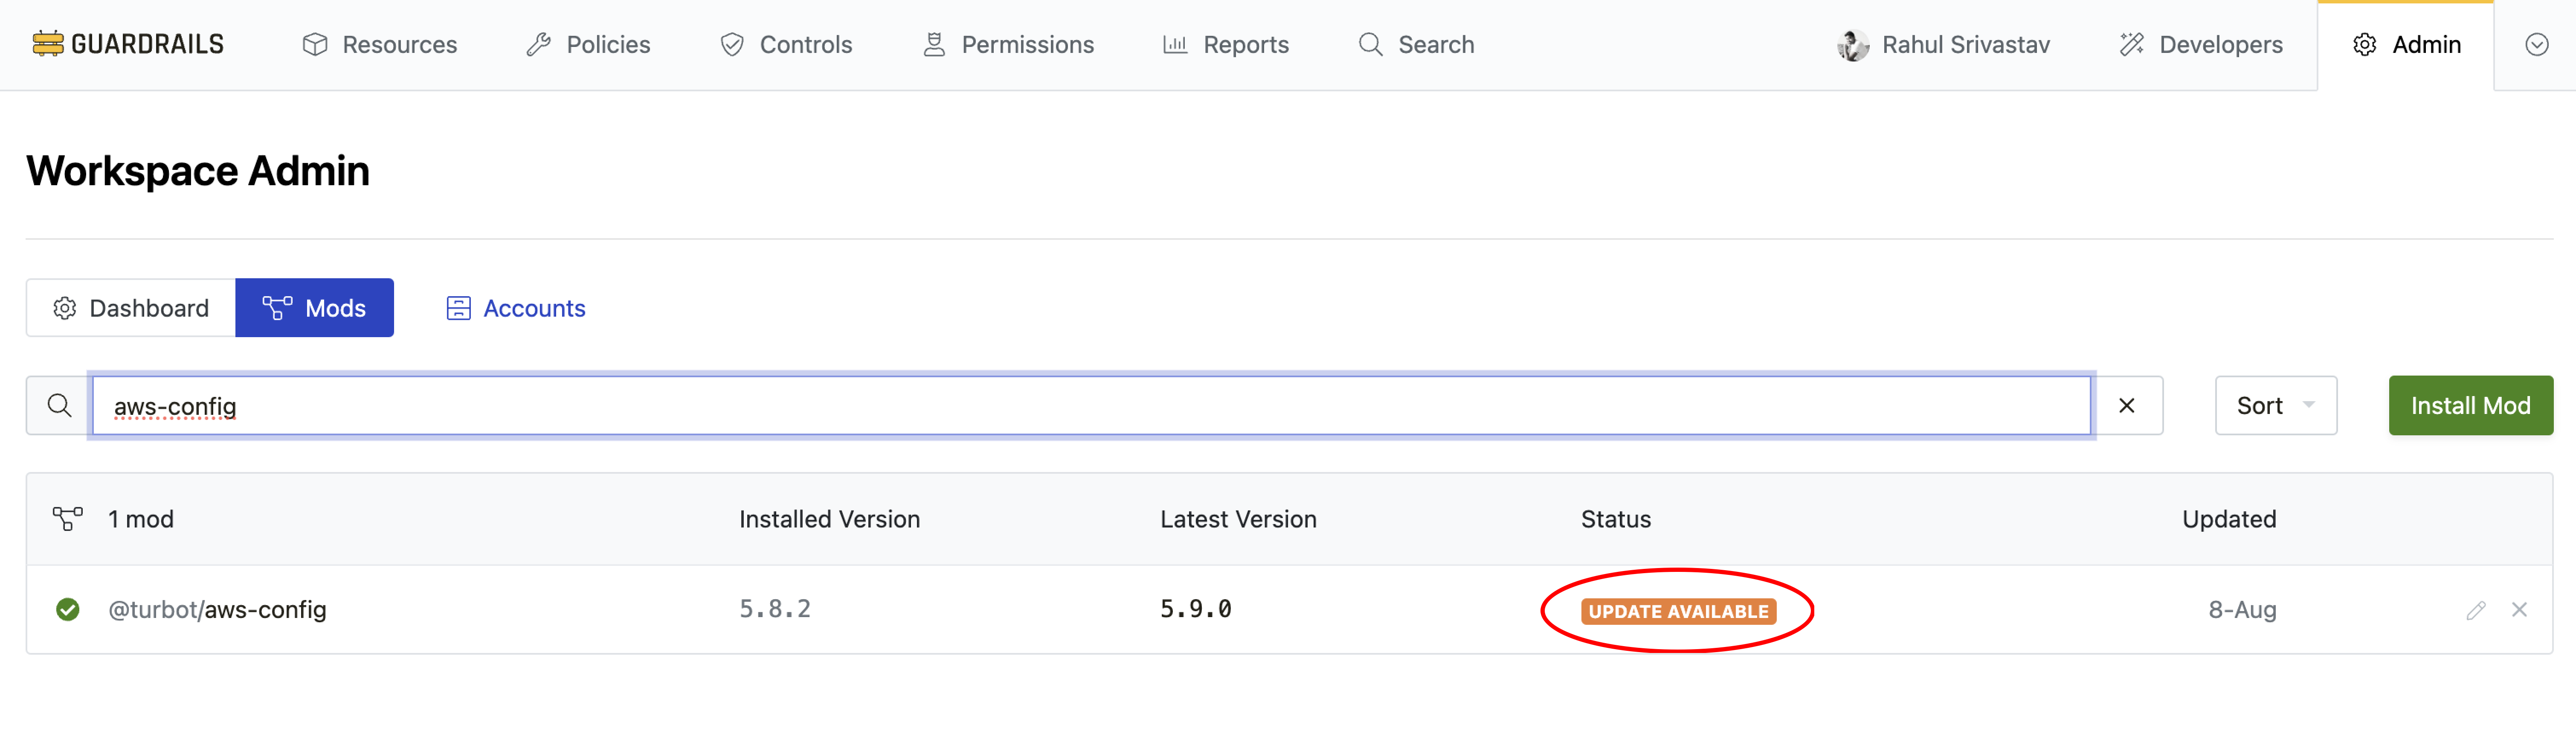 GUARDRAILS Resources Policies Controls Permissions Reports Search Rahul Srivastav Developers Admin
Workspace Admin
Dashboard Mods Accounts
aws-config Sort Install Mod
1 mod Installed Version Latest Version Status Updated
@turbot/aws-config 5.8.2 5.9.0 UPDATE AVAILABLE 8-Aug